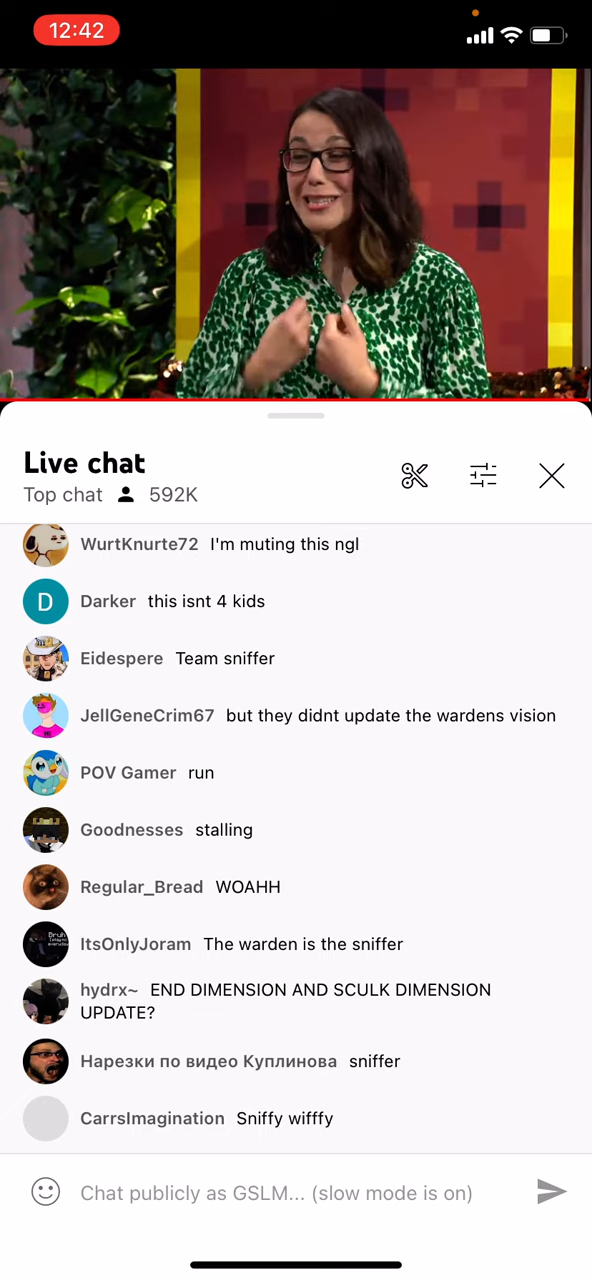 12:42
Live chat
Top chat 592K
WurtKnurte72 I'm muting this ngl
D
Darker this isnt 4 kids
Eidespere Team sniffer
JellGeneCrim67 but they didnt update the wardens vision
POV Gamer run
Goodnesses stalling
Regular_Bread WOAHH
Bruh
ItsOnlyJoram The warden is the sniffer
hydrx~ END DIMENSION AND SCULK DIMENSION
UPDATE?
Нарезки по видео Куплинова sniffer
CarrsImagination Sniffy wifffy
Chat publicly as GSLM... (slow mode is on)